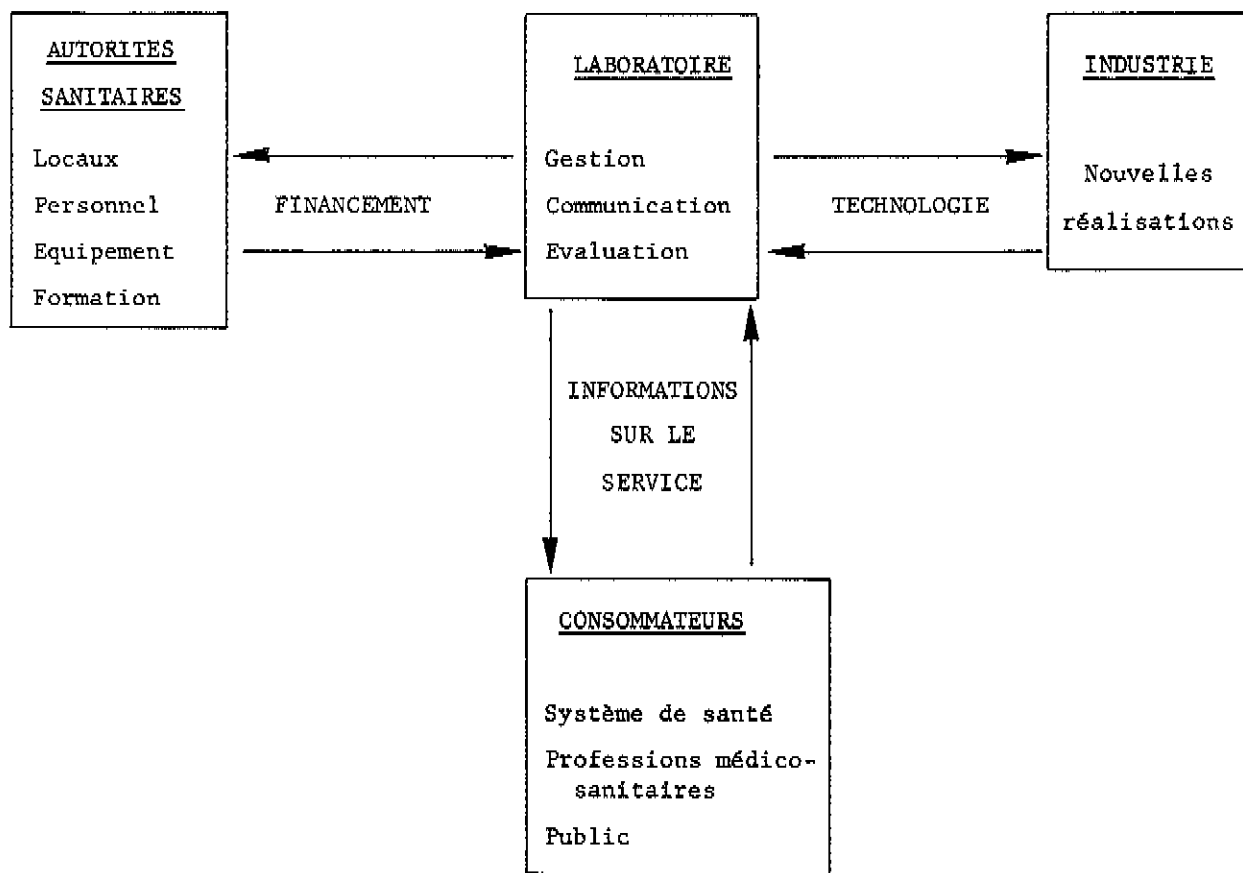 AUTORITES
SANITAIRES
Locaux
Personnel
Equipement
Formation
FINANCEMENT
LABORATOIRE
Gestion
Communication
Evaluation
TECHNOLOGIE
INDUSTRIE
Nouvelles
réalisations
INFORMATIONS
SUR LE
SERVICE
CONSOMMATEURS
Système de santé
Professions médico-
sanitaires
Public